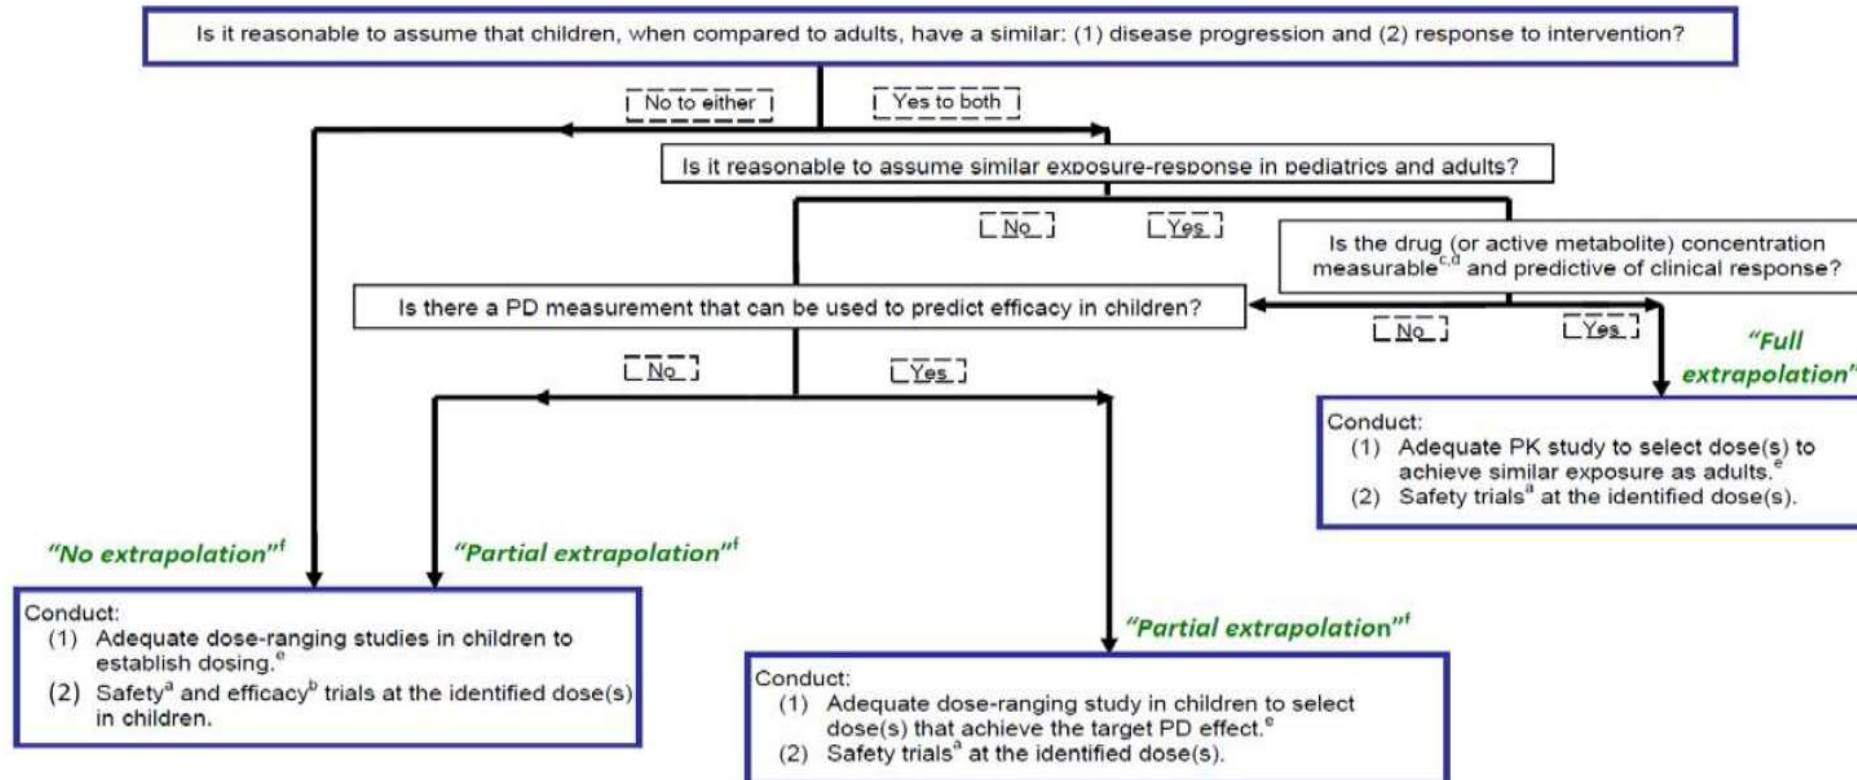 Is it reasonable to assume that children, when compared to adults, have a similar: (1) disease progression and (2) response to intervention?
No to either
Yes to both
Is it reasonable to assume similar exposure-response in pediatrics and adults?
No
Yes
Is the drug (or active metabolite) concentration
measurable^c,d and predictive of clinical response?
Is there a PD measurement that can be used to predict efficacy in children?
No
Yes
"Full
extrapolation"
No
Yes
Conduct:
(1) Adequate PK study to select dose(s) to
achieve similar exposure as adults.^e
(2) Safety trials^a at the identified dose(s).
"No extrapolation"^f
"Partial extrapolation"^f
Conduct:
(1) Adequate dose-ranging studies in children to
establish dosing.^e
(2) Safety^a and efficacy^b trials at the identified dose(s)
in children.
"Partial extrapolation"^f
Conduct:
(1) Adequate dose-ranging study in children to select
dose(s) that achieve the target PD effect.^e
(2) Safety trials^a at the identified dose(s).